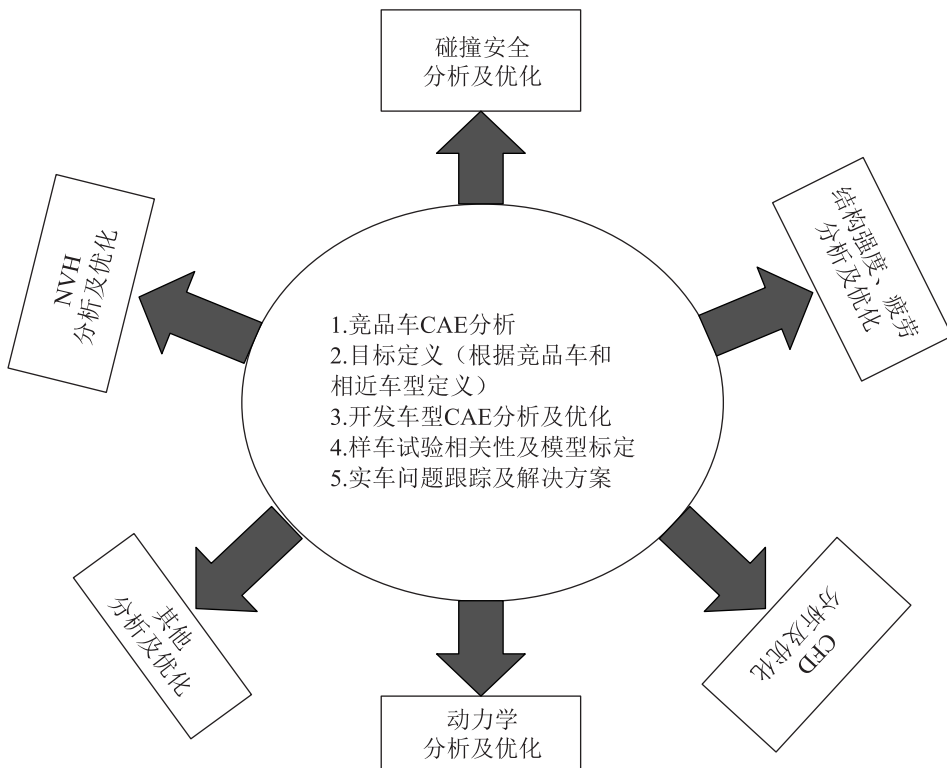 碰撞安全
分析及优化
结构强度、疲劳
分析及优化
NVH
分析及优化
1.竞品车CAE分析
2.目标定义（根据竞品车和
相近车型定义）
3.开发车型CAE分析及优化
4.样车试验相关性及模型标定
5.实车问题跟踪及解决方案
其他
分析及优化
CFD
分析及优化
动力学
分析及优化